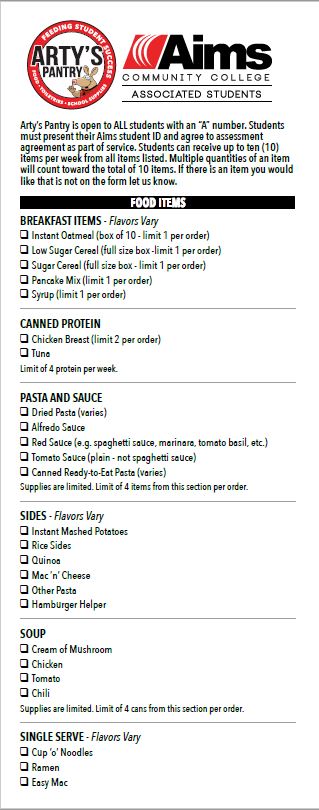 FEEDING STUDENT SUCCESS
ARTY'S
PANTRY
FOOD • TOILETRIES • SCHOOL SUPPLIES
Aims
COMMUNITY COLLEGE
ASSOCIATED STUDENTS
Arty's Pantry is open to ALL students with an "A" number. Students
must present their Aims student ID and agree to assessment
agreement as part of service. Students can receive up to ten (10)
items per week from all items listed. Multiple quantities of an item
will count toward the total of 10 items. If there is an item you would
like that is not on the form let us know.
FOOD ITEMS
BREAKFAST ITEMS - Flavors Vary
❑ Instant Oatmeal (box of 10 - limit 1 per order)
❑ Low Sugar Cereal (full size box -limit 1 per order)
❑ Sugar Cereal (full size box - limit 1 per order)
❑ Pancake Mix (limit 1 per order)
❑ Syrup (limit 1 per order)
CANNED PROTEIN
❑ Chicken Breast (limit 2 per order)
❑ Tuna
Limit of 4 protein per week.
PASTA AND SAUCE
❑ Dried Pasta (varies)
❑ Alfredo Sauce
❑ Red Sauce (e.g. spaghetti sauce, marinara, tomato basil, etc.)
❑ Tomato Sauce (plain - not spaghetti sauce)
❑ Canned Ready-to-Eat Pasta (varies)
Supplies are limited. Limit of 4 items from this section per order.
SIDES - Flavors Vary
❑ Instant Mashed Potatoes
❑ Rice Sides
❑ Quinoa
❑ Mac 'n' Cheese
❑ Other Pasta
❑ Hamburger Helper
SOUP
❑ Cream of Mushroom
❑ Chicken
❑ Tomato
❑ Chili
Supplies are limited. Limit of 4 cans from this section per order.
SINGLE SERVE - Flavors Vary
❑ Cup 'o' Noodles
❑ Ramen
❑ Easy Mac